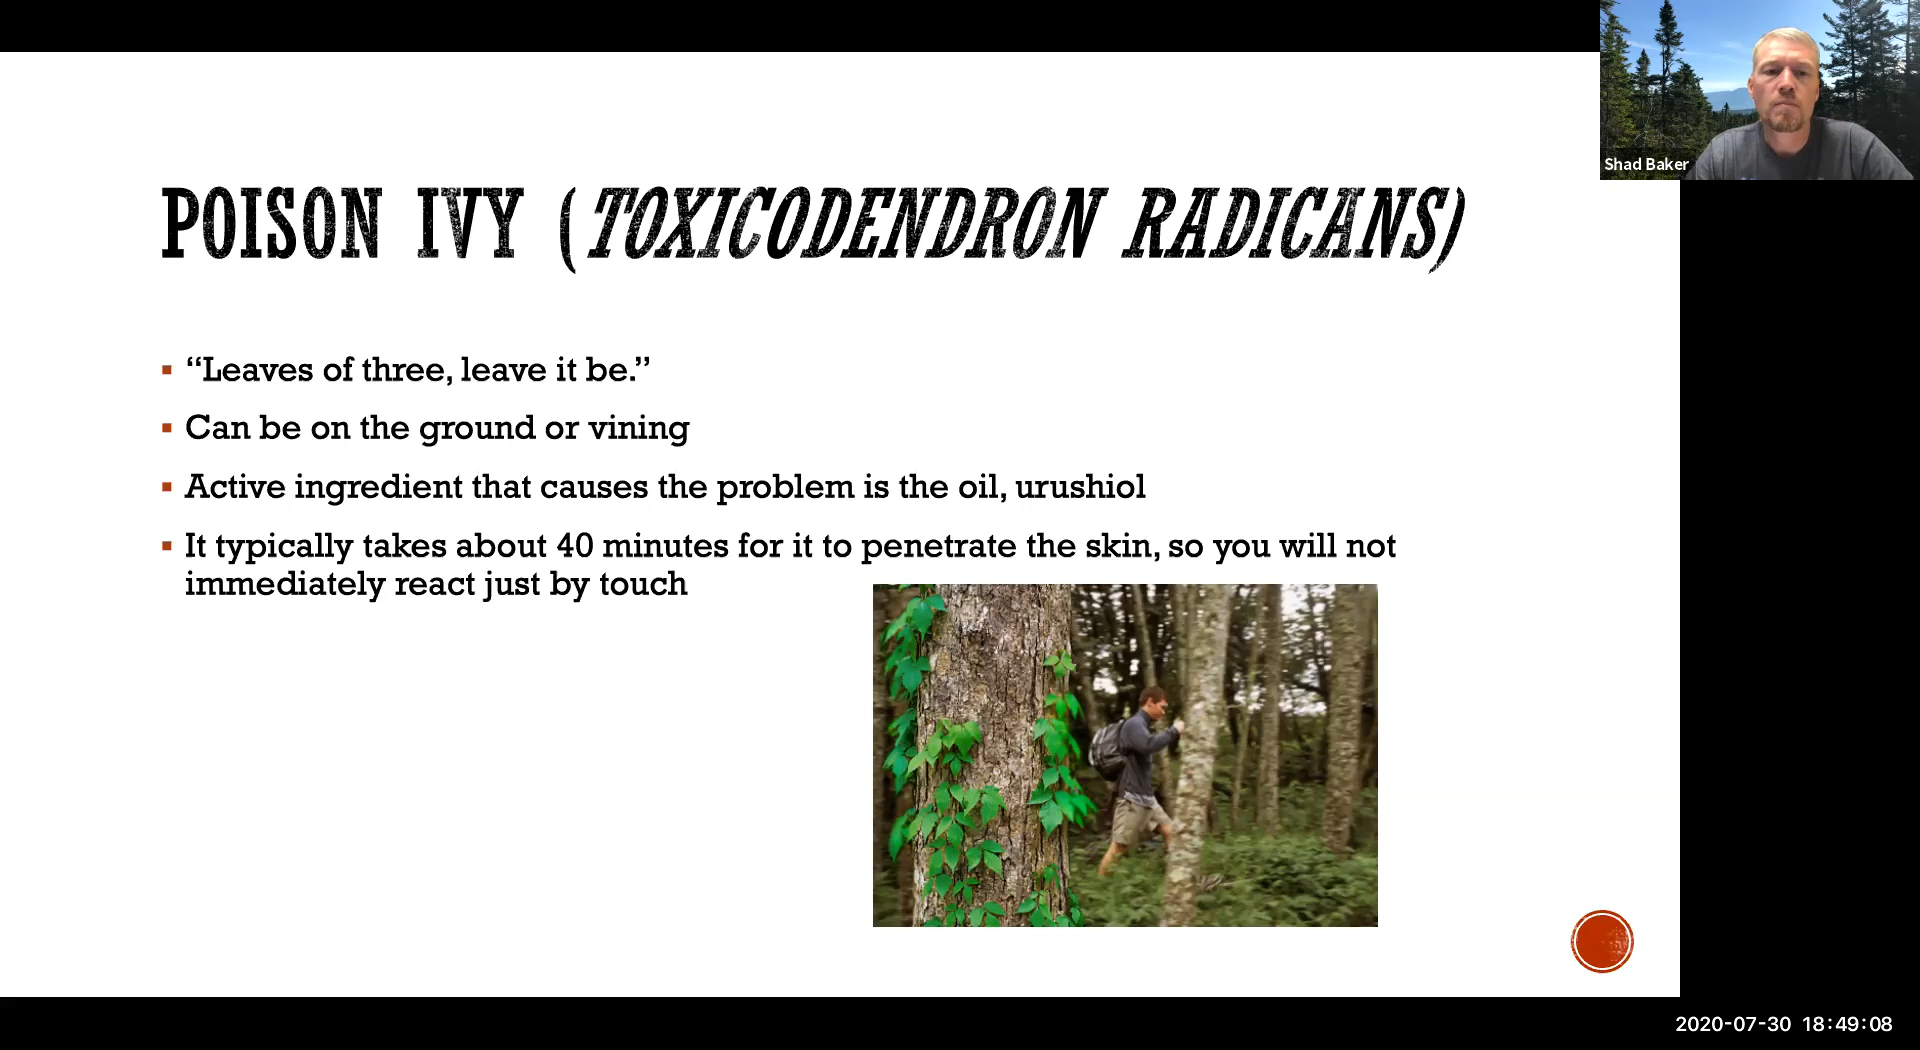 Shad Baker
POISON IVY (TOXICODENDRON RADICANS)
▪ “Leaves of three, leave it be.”
▪ Can be on the ground or vining
▪ Active ingredient that causes the problem is the oil, urushiol
▪ It typically takes about 40 minutes for it to penetrate the skin, so you will not
immediately react just by touch
2020-07-30 18:49:08